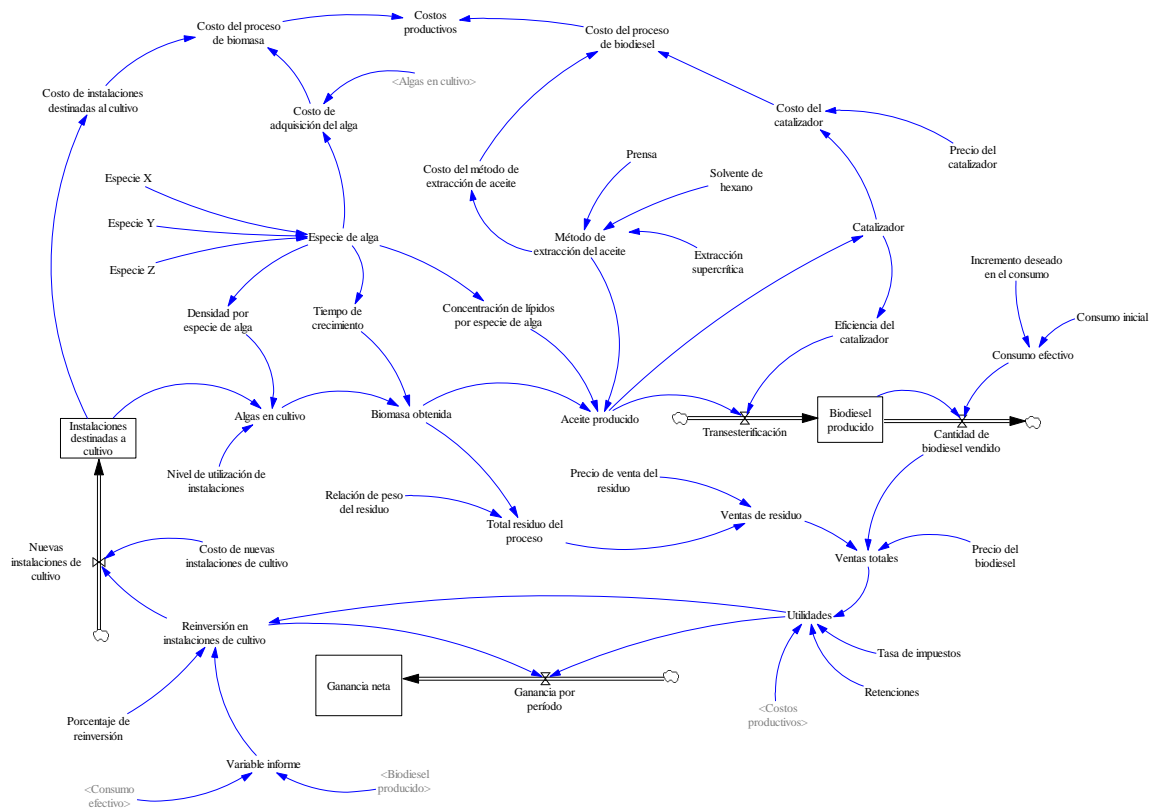 Costo del proceso
de biomasa
Costos
productivos
Costo del proceso
de biodiesel
<Algas en cultivo>
Costo de instalaciones
destinadas al cultivo
Costo de
adquisición del alga
Costo del
catalizador
Precio del
catalizador
Prensa
Costo del método de
extracción de aceite
Solvente de
hexano
Especie X
Especie Y
Especie Z
Especie de alga
Método de
extracción del aceite
Extracción
supercrítica
Catalizador
Incremento deseado
en el consumo
Densidad por
especie de alga
Tiempo de
crecimiento
Concentración de lípidos
por especie de alga
Eficiencia del
catalizador
Consumo inicial
Consumo efectivo
Instalaciones
destinadas a
cultivo
Algas en cultivo
Biomasa obtenida
Aceite producido
Transesterificación
Biodiesel
producido
Cantidad de
biodiesel vendido
Nivel de utilización de
instalaciones
Relación de peso
del residuo
Precio de venta del
residuo
Total residuo del
proceso
Ventas de residuo
Nuevas
instalaciones de
cultivo
Costo de nuevas
instalaciones de cultivo
Ventas totales
Precio del
biodiesel
Reinversión en
instalaciones de cultivo
Utilidades
Tasa de impuestos
Retenciones
Ganancia neta
Ganancia por
período
<Costos
productivos>
Porcentaje de
reinversión
Variable informe
<Consumo
efectivo>
<Biodiesel
producido>